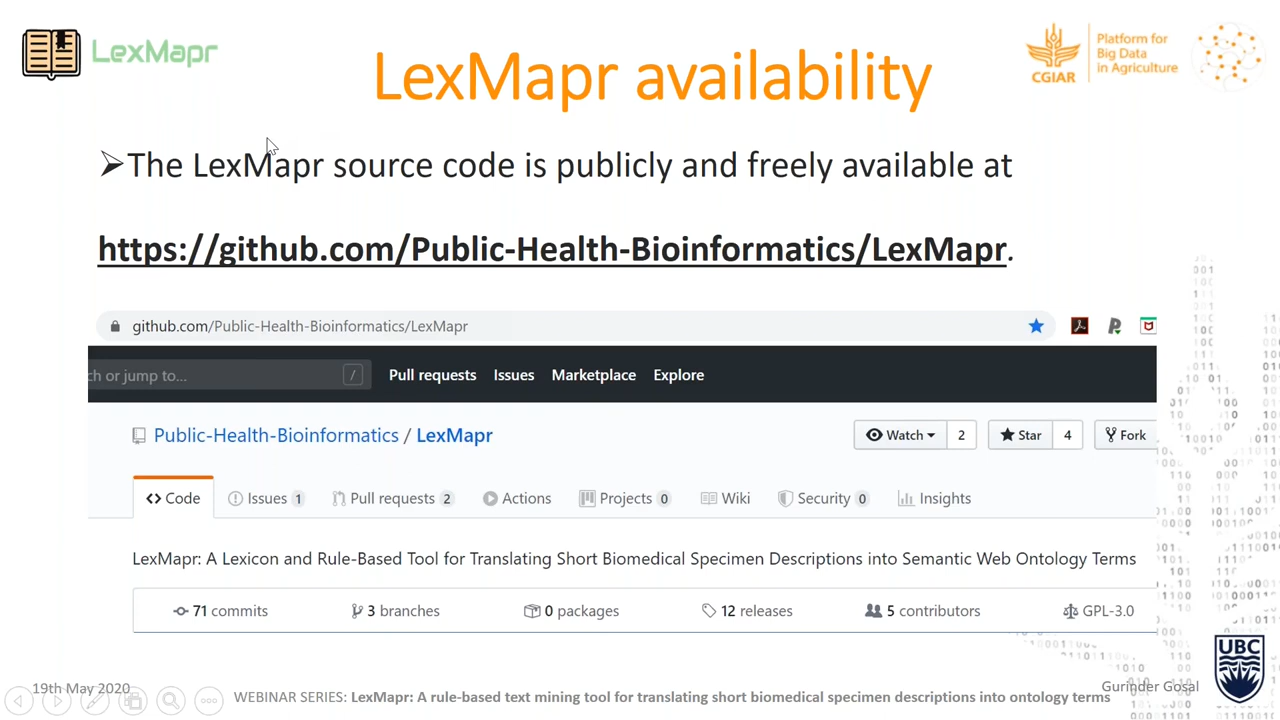 LexMapr
LexMapr availability
CGIAR
Platform for
Big Data
in Agriculture
➢The LexMapr source code is publicly and freely available at
https://github.com/Public-Health-Bioinformatics/LexMapr.
github.com/Public-Health-Bioinformatics/LexMapr
ch or jump to... / Pull requests Issues Marketplace Explore
Public-Health-Bioinformatics / LexMapr Watch 2 Star 4 Fork
<> Code Issues 1 Pull requests 2 Actions Projects 0 Wiki Security 0 Insights
LexMapr: A Lexicon and Rule-Based Tool for Translating Short Biomedical Specimen Descriptions into Semantic Web Ontology Terms
71 commits 3 branches 0 packages 12 releases 5 contributors GPL-3.0
UBC
19th May 2020
WEBINAR SERIES: LexMapr: A rule-based text mining tool for translating short biomedical specimen descriptions into ontology terms
Gurinder Gosal